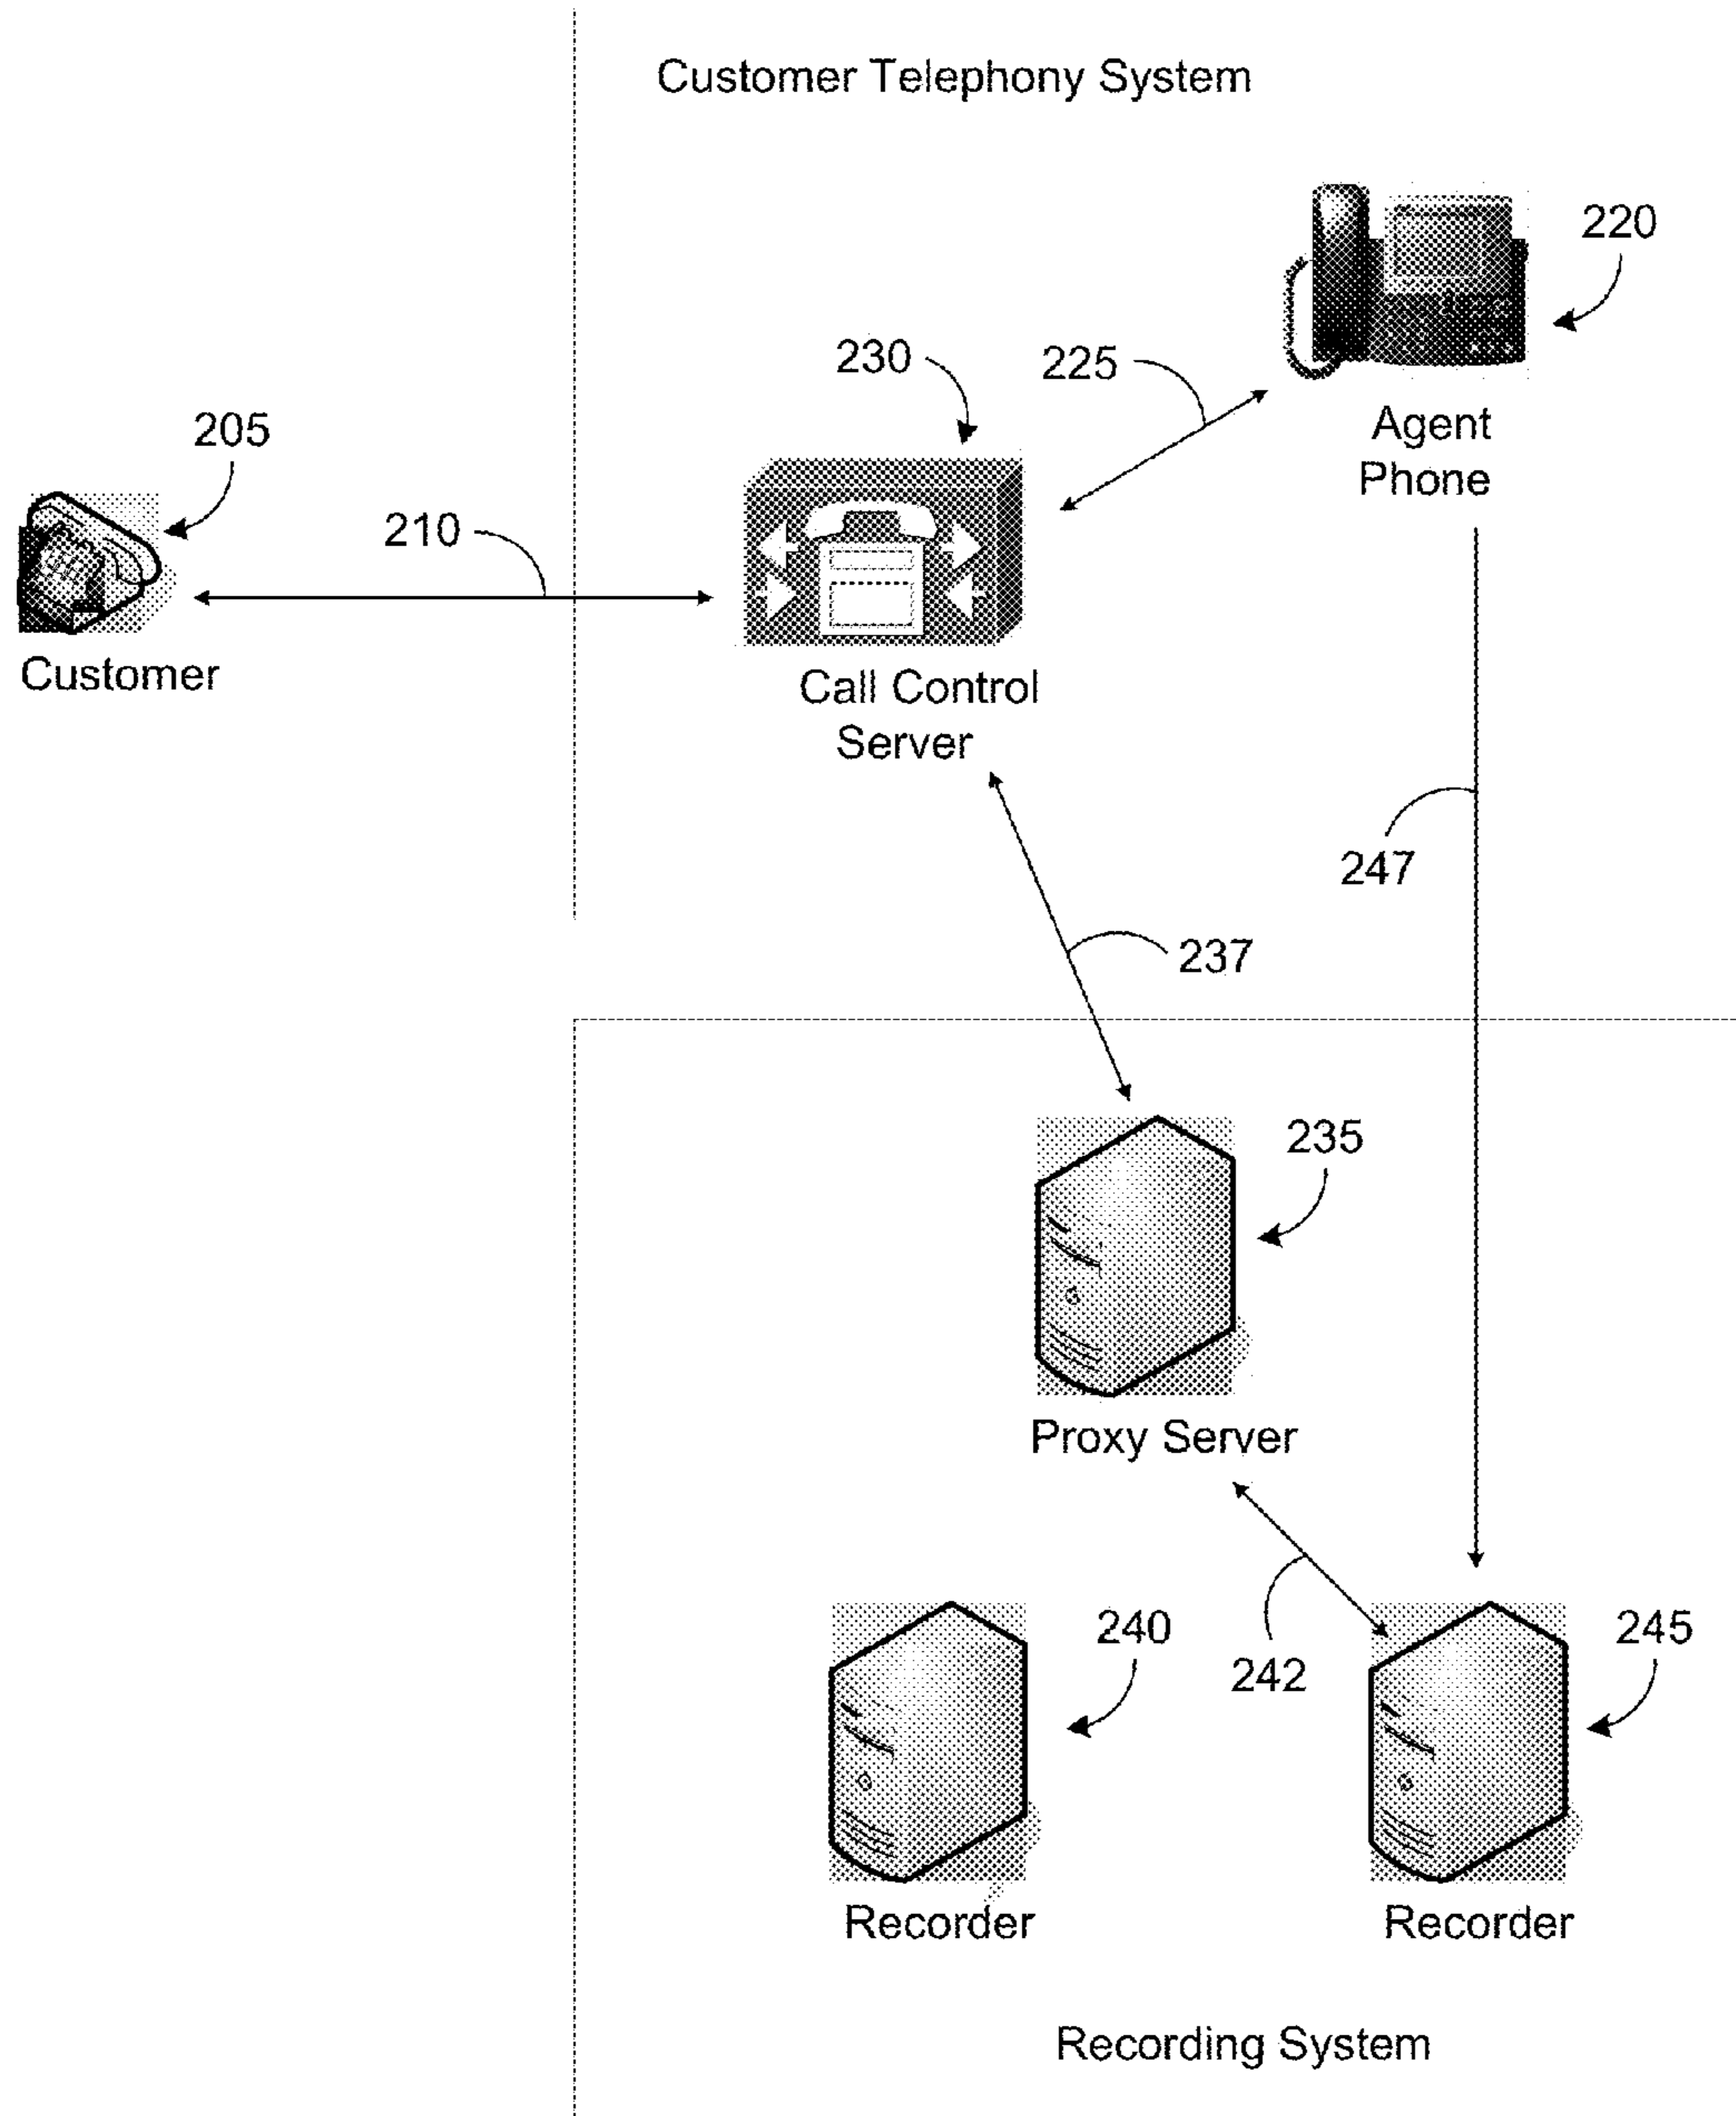 Customer Telephony System
220
230
225
205
Agent
Phone
210
Customer
Call Control
Server
247
237
235
Proxy Server
240
245
242
Recorder
Recorder
Recording System